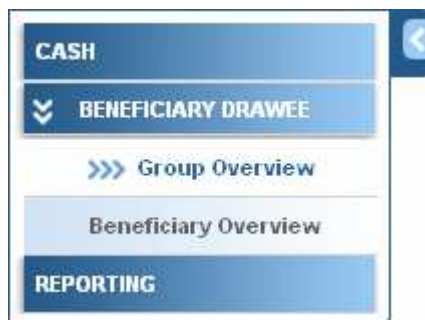 CASH
BENEFICIARY DRAWEE
Group Overview
Beneficiary Overview
REPORTING